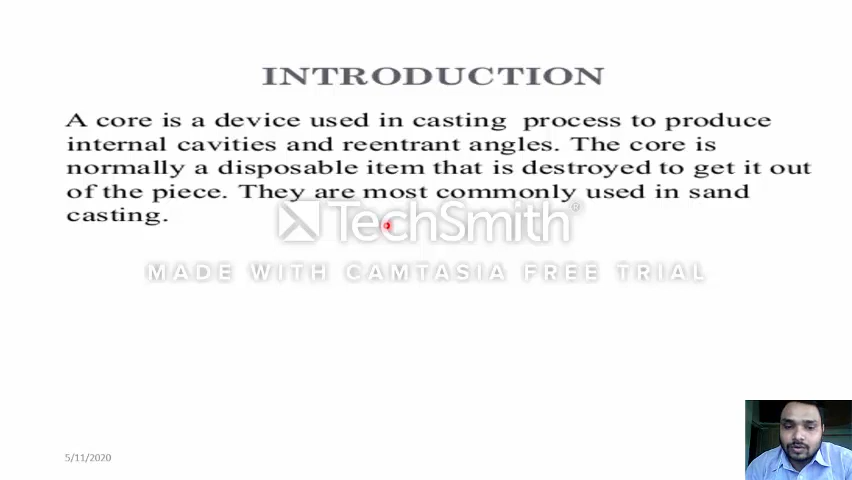 INTRODUCTION
A core is a device used in casting process to produce
internal cavities and reentrant angles. The core is
normally a disposable item that is destroyed to get it out
of the piece. They are most commonly used in sand
casting.
TechSmith®
MADE WITH CAMTASIA FREE TRIAL
5/11/2020